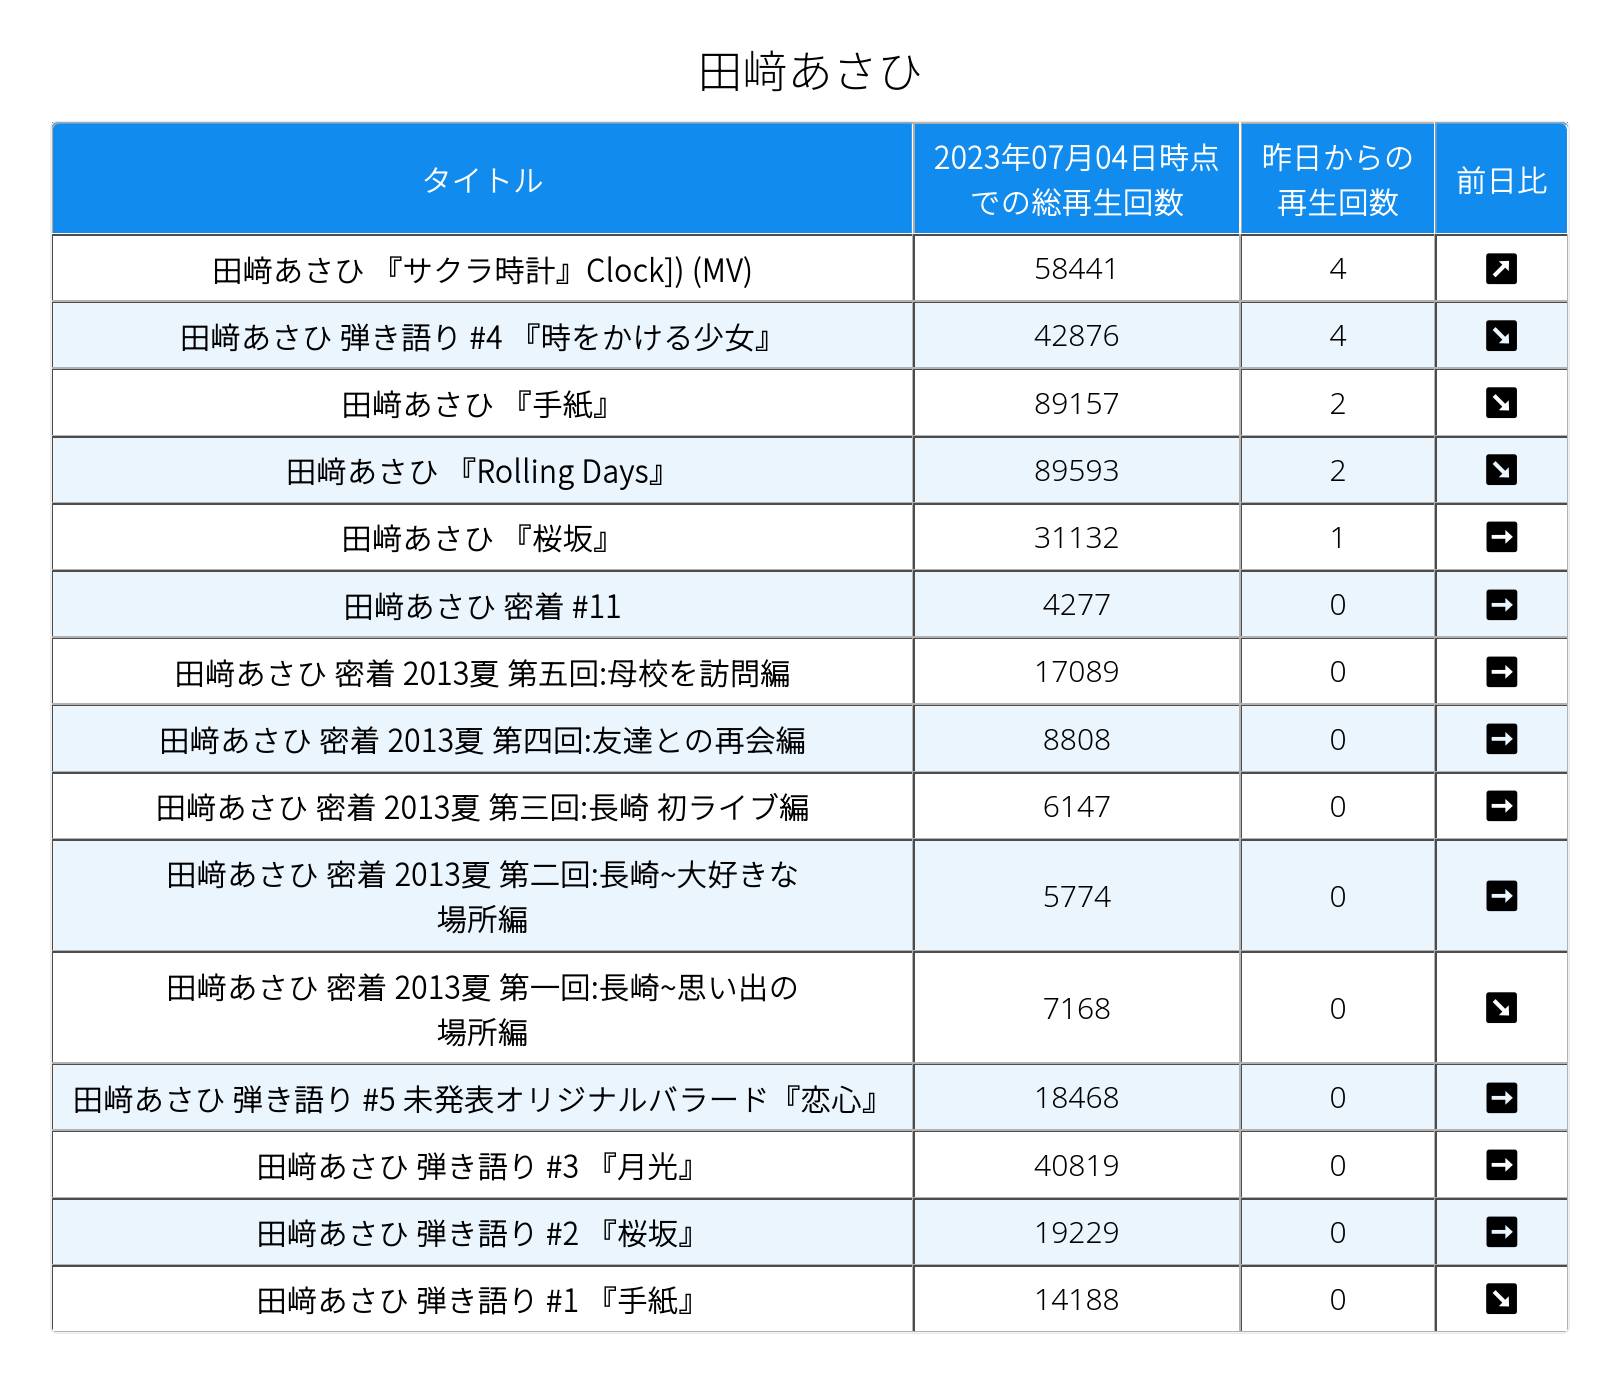 田﨑あさひ
タイトル
2023年07月04日時点
での総再生回数
昨日からの
再生回数
前日比
田﨑あさひ 『サクラ時計』Clock]) (MV) 58441 4
田﨑あさひ 弾き語り #4 『時をかける少女』 42876 4
田﨑あさひ 『手紙』 89157 2
田﨑あさひ 『Rolling Days』 89593 2
田﨑あさひ 『桜坂』 31132 1
田﨑あさひ 密着 #11 4277 0
田﨑あさひ 密着 2013夏 第五回:母校を訪問編 17089 0
田﨑あさひ 密着 2013夏 第四回:友達との再会編 8808 0
田﨑あさひ 密着 2013夏 第三回:長崎 初ライブ編 6147 0
田﨑あさひ 密着 2013夏 第二回:長崎~大好きな
場所編 5774 0
田﨑あさひ 密着 2013夏 第一回:長崎~思い出の
場所編 7168 0
田﨑あさひ 弾き語り #5 未発表オリジナルバラード『恋心』 18468 0
田﨑あさひ 弾き語り #3 『月光』 40819 0
田﨑あさひ 弾き語り #2 『桜坂』 19229 0
田﨑あさひ 弾き語り #1 『手紙』 14188 0